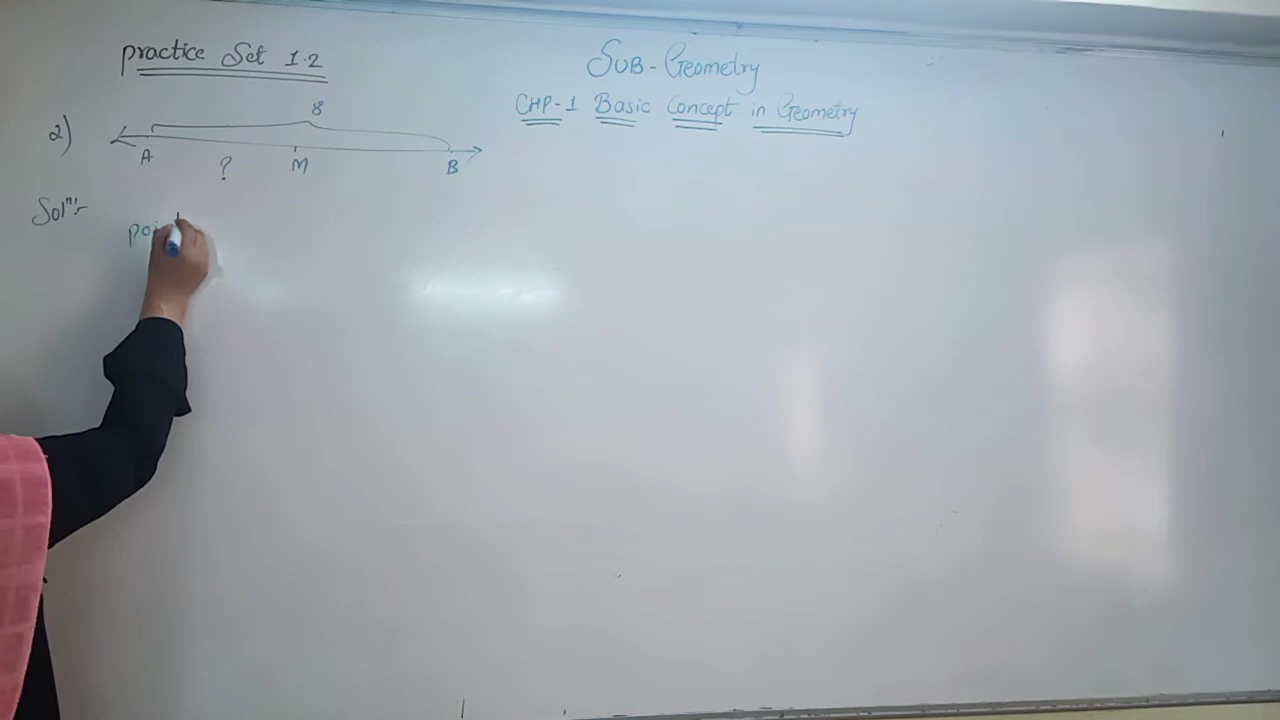 practice Set 1.2
SUB - Geometry
CHP-1 Basic Concept in Geometry
8
2)
A ? M B
Solⁿ:-